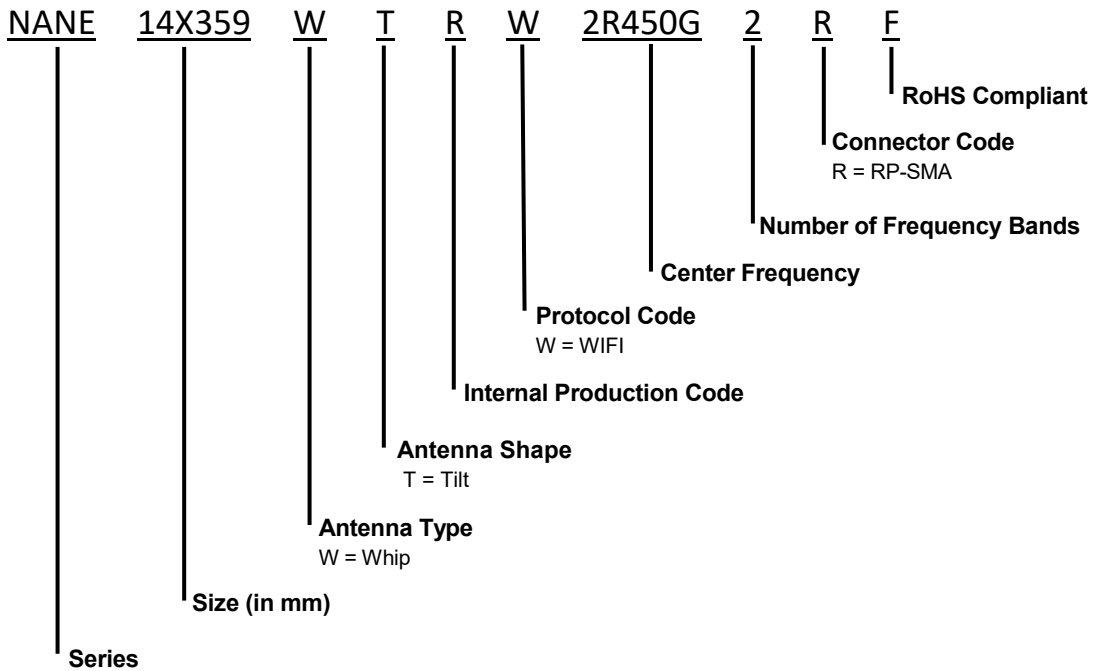 NANE 14X359 W T R W 2R450G 2 R F
RoHS Compliant
Connector Code
R = RP-SMA
Number of Frequency Bands
Center Frequency
Protocol Code
W = WIFI
Internal Production Code
Antenna Shape
T = Tilt
Antenna Type
W = Whip
Size (in mm)
Series